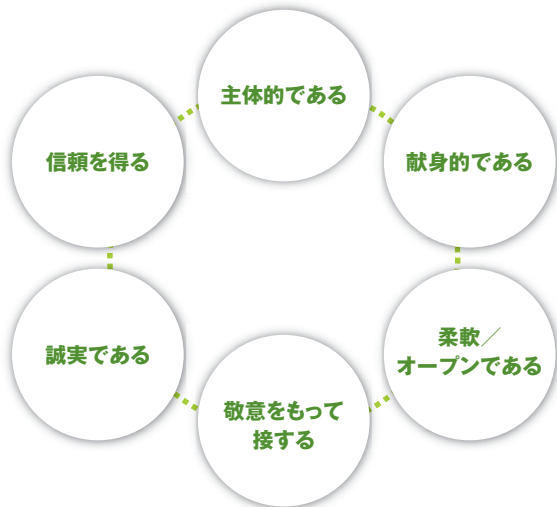 主体的である
献身的である
柔軟／
オープンである
敬意をもって
接する
誠実である
信頼を得る